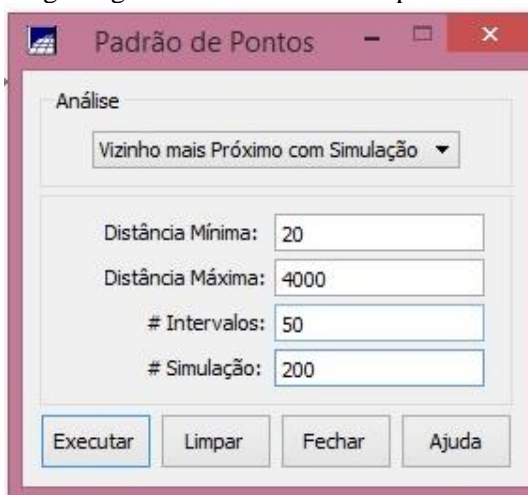 Padrão de Pontos
Análise
Vizinho mais Próximo com Simulação
Distância Mínima: 20
Distância Máxima: 4000
# Intervalos: 50
# Simulação: 200
Executar Limpar Fechar Ajuda